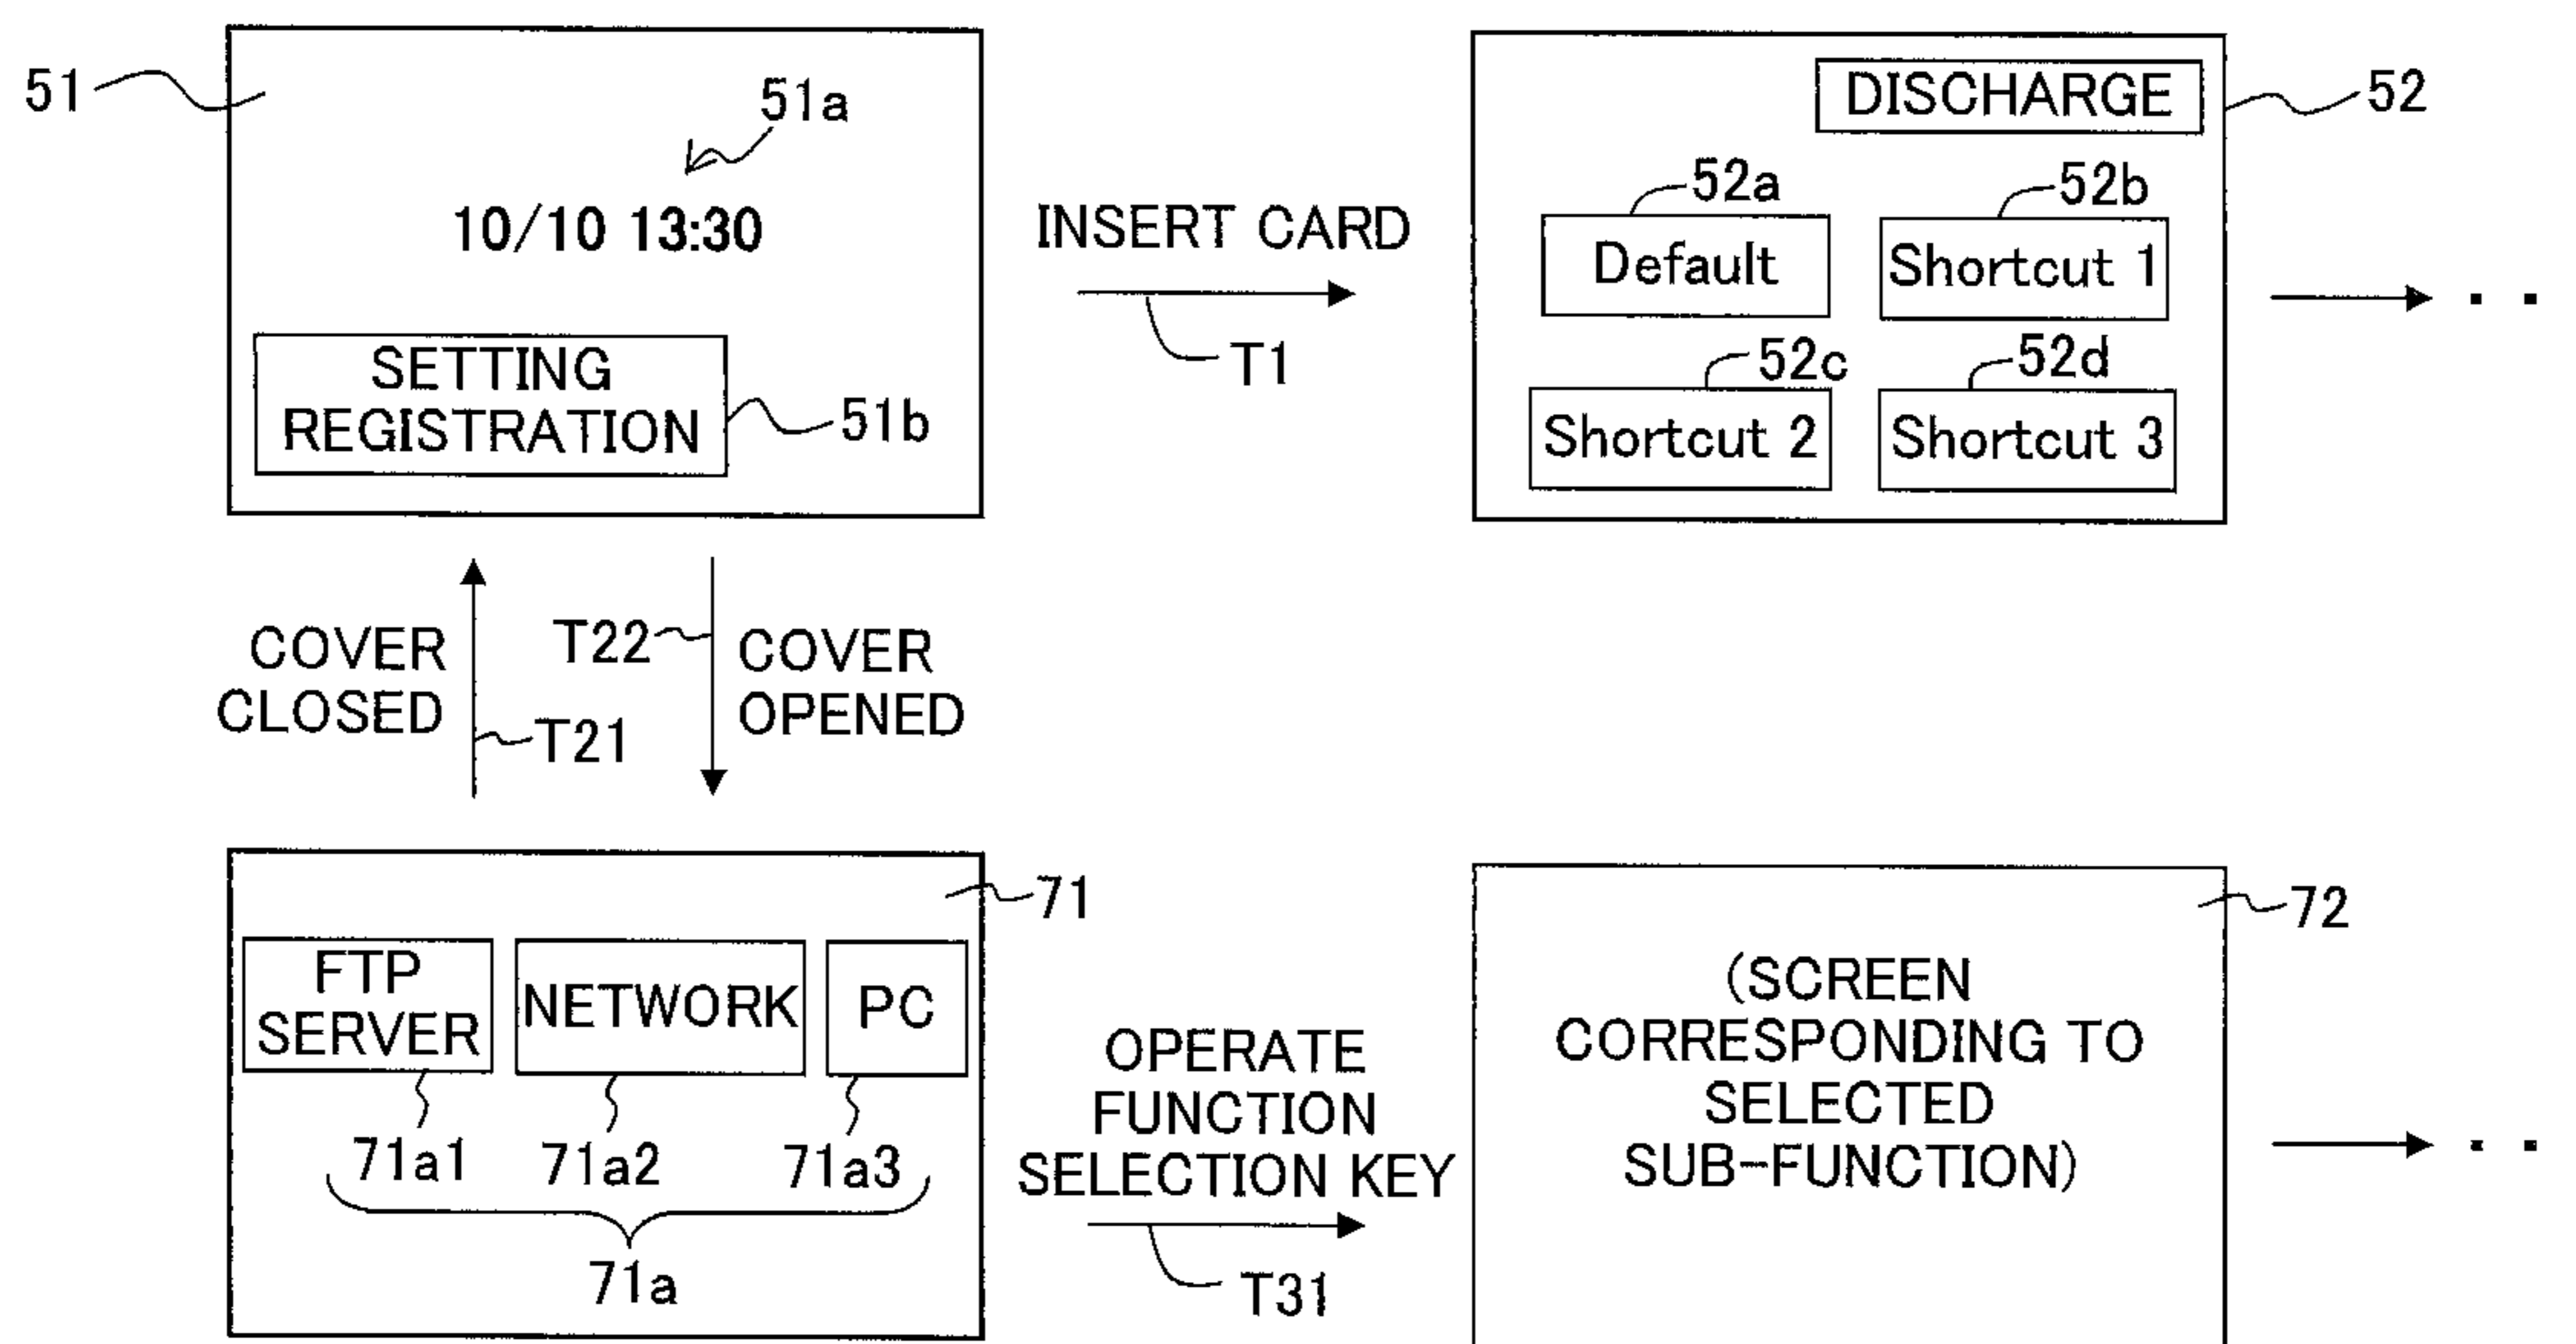 51
51a
10/10 13:30
SETTING
REGISTRATION
51b
INSERT CARD
T1
DISCHARGE
52
52a
52b
Default
Shortcut 1
52c
52d
Shortcut 2
Shortcut 3
COVER
CLOSED
T21
T22
COVER
OPENED
71
FTP
SERVER
NETWORK
PC
71a1
71a2
71a3
71a
OPERATE
FUNCTION
SELECTION KEY
T31
72
(SCREEN
CORRESPONDING TO
SELECTED
SUB-FUNCTION)